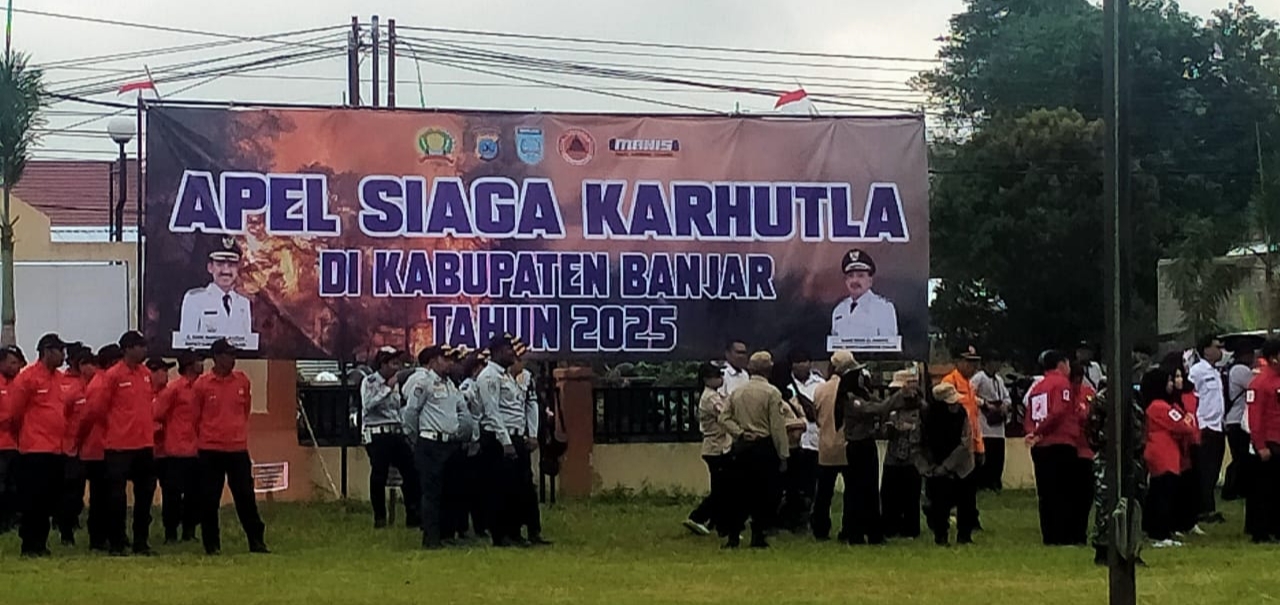 MANIS
APEL SIAGA KARHUTLA
DI KABUPATEN BANJAR
TAHUN 2025